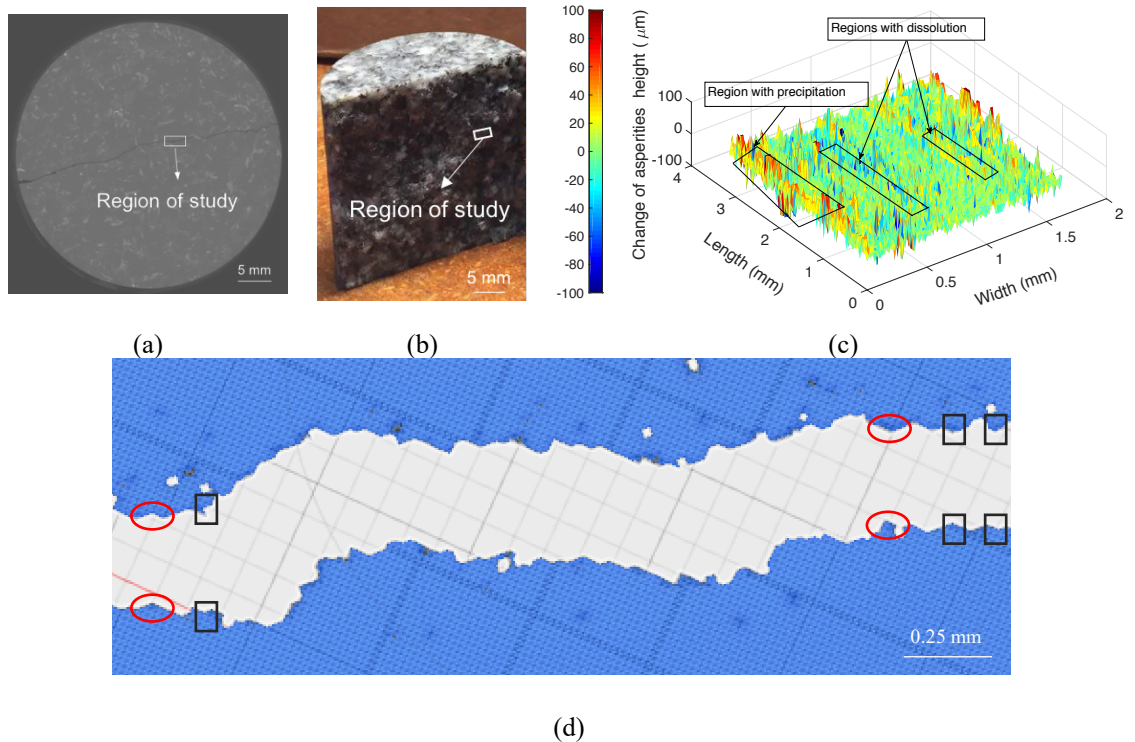 Region of study
5 mm
(a)
Region of study
5 mm
(b)
100
80
60
40
20
0
-20
-40
-60
-80
-100
Change of asperities height ( μm)
100
0
-100
Regions with dissolution
Region with precipitation
4
3
2
1
0
Length (mm)
0
0.5
1
1.5
2
Width (mm)
(c)
0.25 mm
(d)